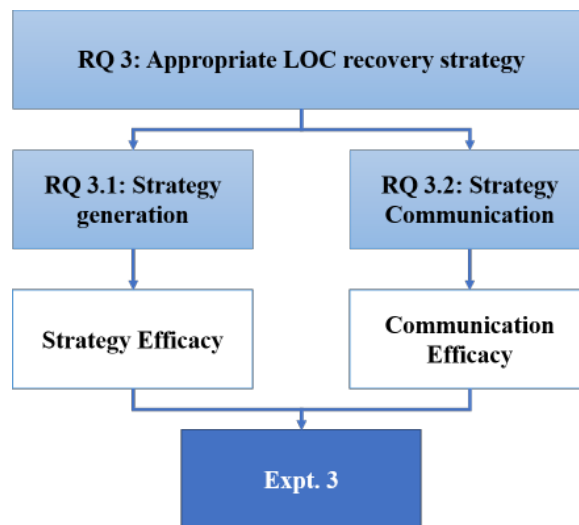 RQ 3: Appropriate LOC recovery strategy
RQ 3.1: Strategy
generation
RQ 3.2: Strategy
Communication
Strategy Efficacy
Communication
Efficacy
Expt. 3